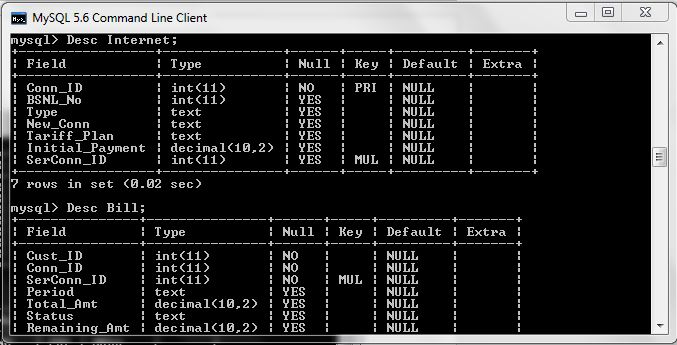 MySQL 5.6 Command Line Client
mysql> Desc Internet;
+-----------------+---------------+------+-----+---------+-------+
| Field           | Type          | Null | Key | Default | Extra |
+-----------------+---------------+------+-----+---------+-------+
| Conn_ID         | int(11)       | NO   | PRI | NULL    |       |
| BSNL_No         | int(11)       | YES  |     | NULL    |       |
| Type            | text          | YES  |     | NULL    |       |
| New_Conn        | text          | YES  |     | NULL    |       |
| Tariff_Plan     | text          | YES  |     | NULL    |       |
| Initial_Payment | decimal(10,2) | YES  |     | NULL    |       |
| SerConn_ID      | int(11)       | YES  | MUL | NULL    |       |
+-----------------+---------------+------+-----+---------+-------+
7 rows in set (0.02 sec)
mysql> Desc Bill;
+---------------+---------------+------+-----+---------+-------+
| Field         | Type          | Null | Key | Default | Extra |
+---------------+---------------+------+-----+---------+-------+
| Cust_ID       | int(11)       | NO   |     | NULL    |       |
| Conn_ID       | int(11)       | NO   |     | NULL    |       |
| SerConn_ID    | int(11)       | NO   | MUL | NULL    |       |
| Period        | text          | YES  |     | NULL    |       |
| Total_Amt     | decimal(10,2) | YES  |     | NULL    |       |
| Status        | text          | YES  |     | NULL    |       |
| Remaining_Amt | decimal(10,2) | YES  |     | NULL    |       |